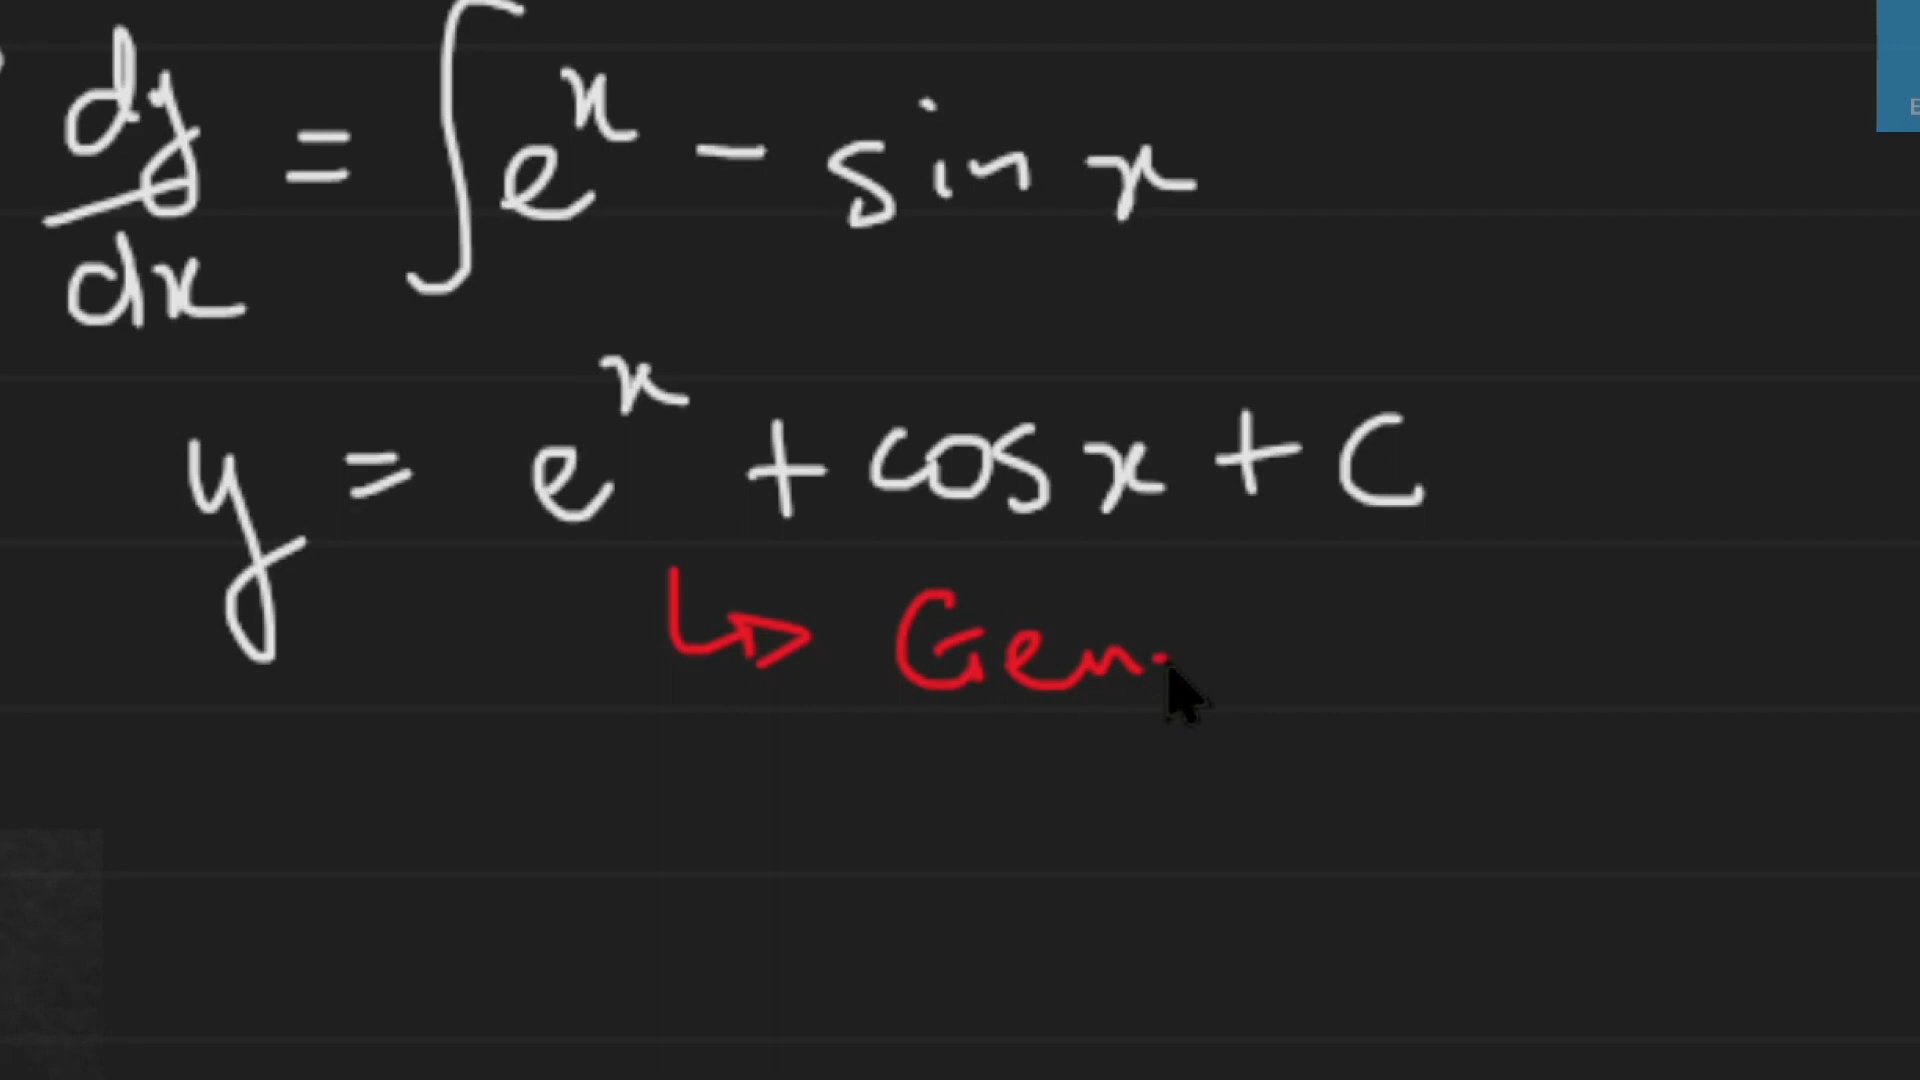 dy/dx = ∫ e^x - sin x
y = e^x + cos x + C
↳ Gen.